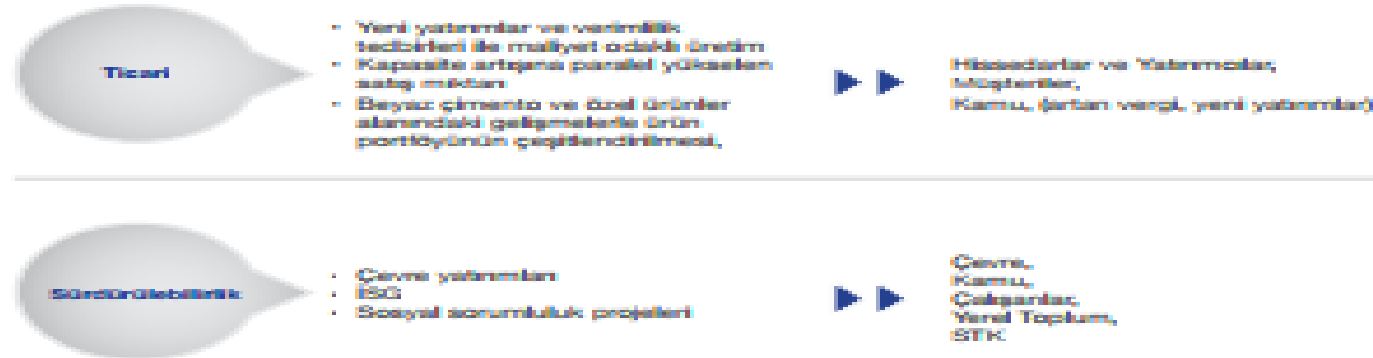 Ticari
• Yeni yatırımlar ve verimlilik
tedbirleri ile maliyet odaklı üretim
• Kapasite artışına paralel yükselen
satış miktarı
• Beyaz çimento ve özel ürünler
alanındaki gelişmelerle ürün
portföyünün çeşitlendirilmesi,
Hissedarlar ve Yatırımcılar,
Müşteriler,
Kamu, (artan vergi, yeni yatırımlar)
Sürdürülebilirlik
• Çevre yatırımları
• İSG
• Sosyal sorumluluk projeleri
Çevre,
Kamu,
Çalışanlar,
Yerel Toplum,
STK